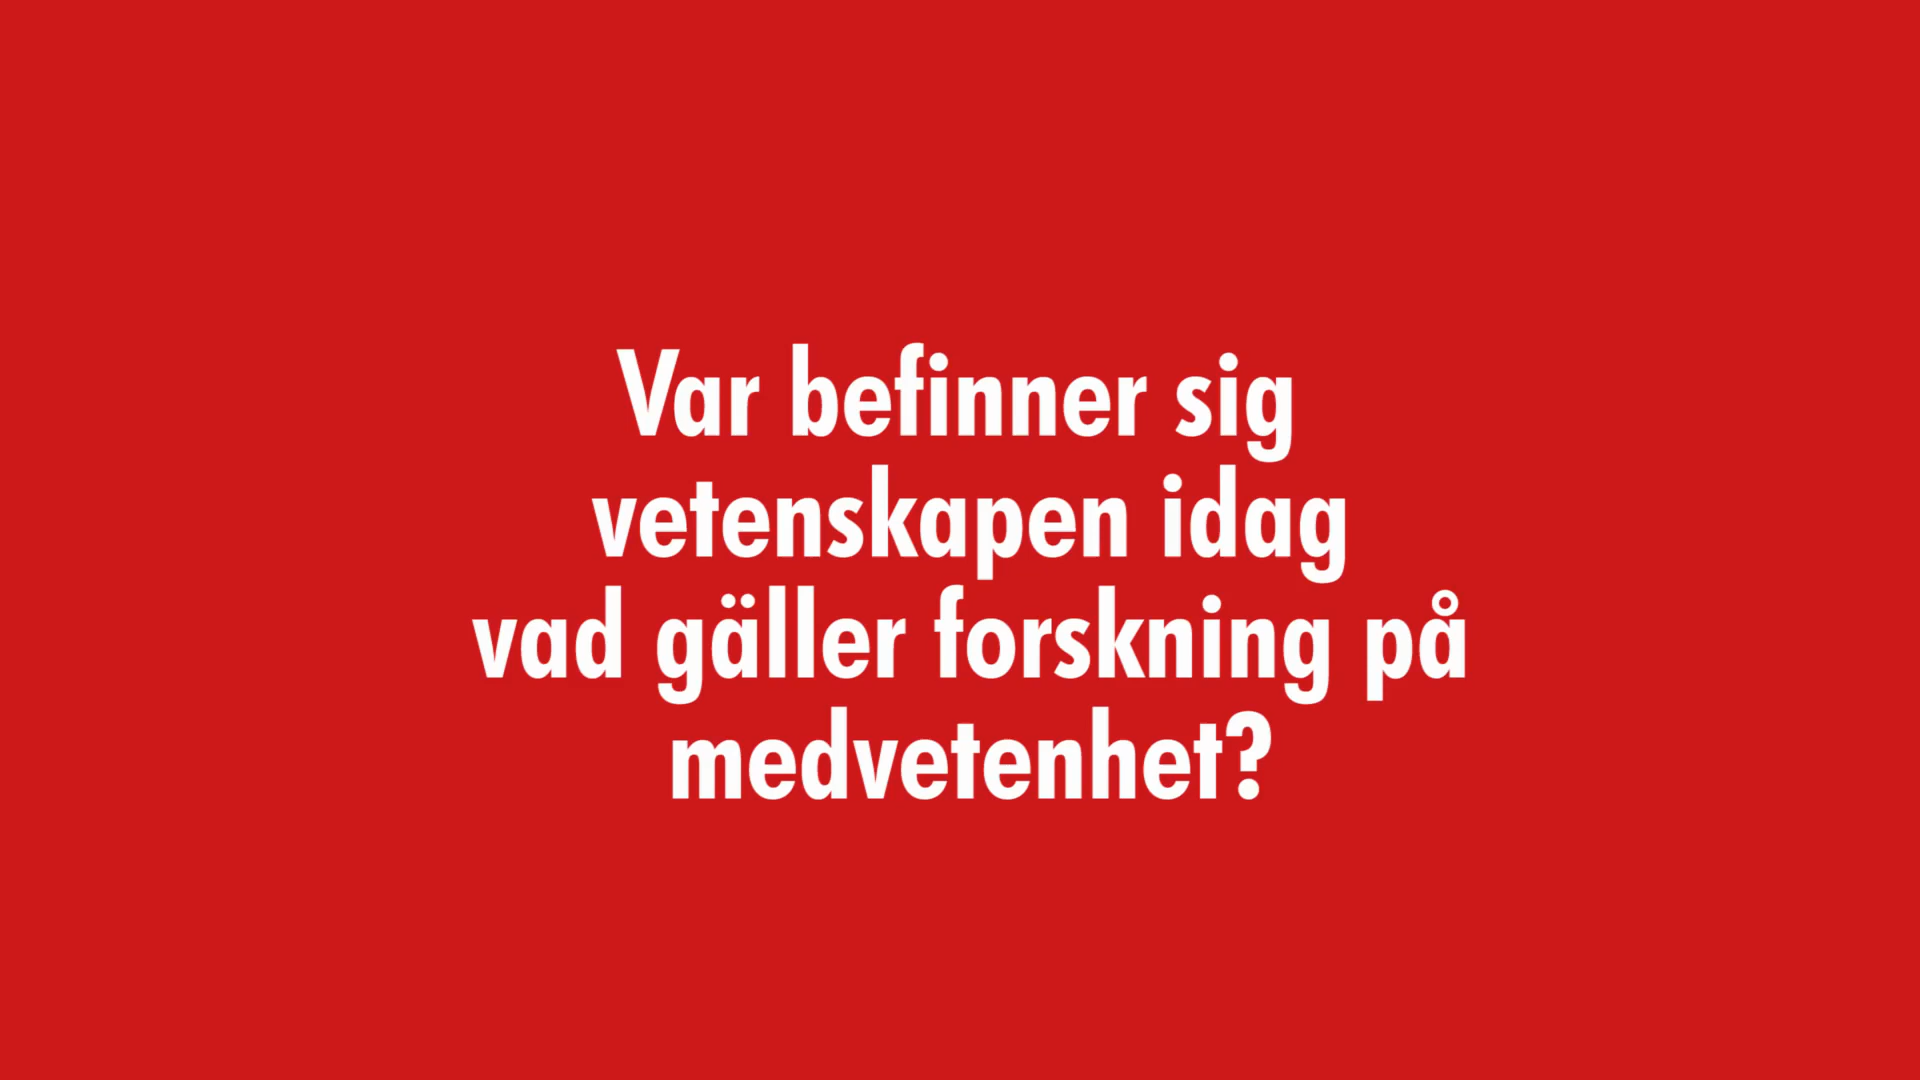 Var befinner sig
vetenskapen idag
vad gäller forskning på
medvetenhet?